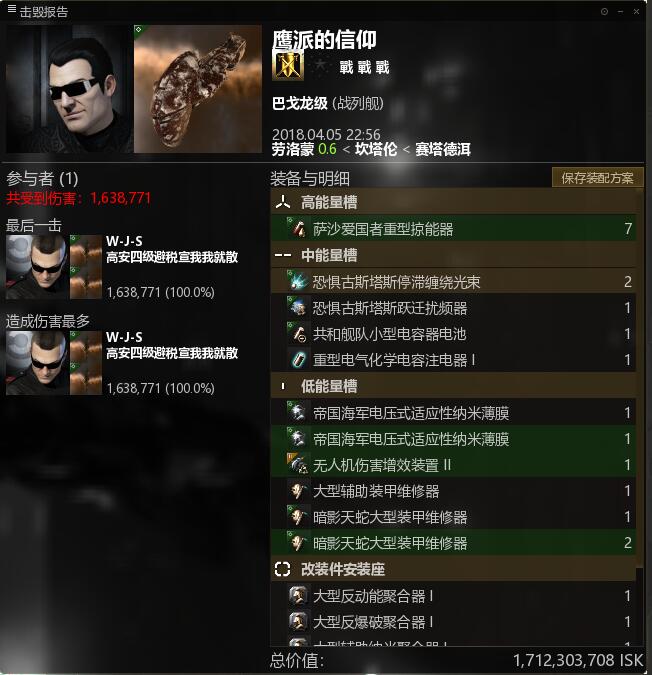 击毁报告
鹰派的信仰
戰 戰 戰
巴戈龙级 (战列舰)
2018.04.05 22:56
劳洛蒙 0.6 < 坎塔伦 < 赛塔德洱
参与者 (1)
共受到伤害: 1,638,771
最后一击
W-J-S
高安四级避税宣我我就散
1,638,771 (100.0%)
造成伤害最多
W-J-S
高安四级避税宣我我就散
1,638,771 (100.0%)
装备与明细
保存装配方案
高能量槽
萨沙爱国者重型掠能器 7
中能量槽
恐惧古斯塔斯停滞缠绕光束 2
恐惧古斯塔斯跃迁扰频器 1
共和舰队小型电容器电池 1
重型电气化学电容注电器 I 1
低能量槽
帝国海军电压式适应性纳米薄膜 1
帝国海军电压式适应性纳米薄膜 1
无人机伤害增效装置 II 1
大型辅助装甲维修器 1
暗影天蛇大型装甲维修器 1
暗影天蛇大型装甲维修器 2
改装件安装座
大型反动能聚合器 I 1
大型反爆破聚合器 I 1
大型辅助纳米聚合器 I 1
总价值: 1,712,303,708 ISK